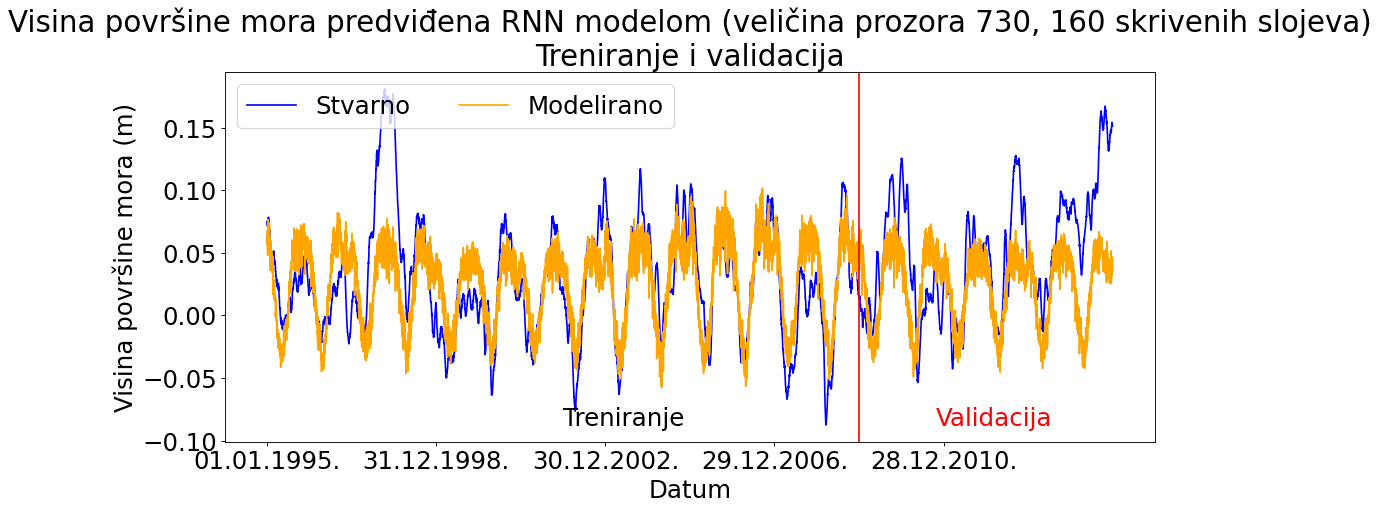 Visina površine mora predviđena RNN modelom (veličina prozora 730, 160 skrivenih slojeva)
Treniranje i validacija
Stvarno Modelirano
Visina površine mora (m)
0.15
0.10
0.05
0.00
−0.05
−0.10
Treniranje Validacija
01.01.1995. 31.12.1998. 30.12.2002. 29.12.2006. 28.12.2010.
Datum